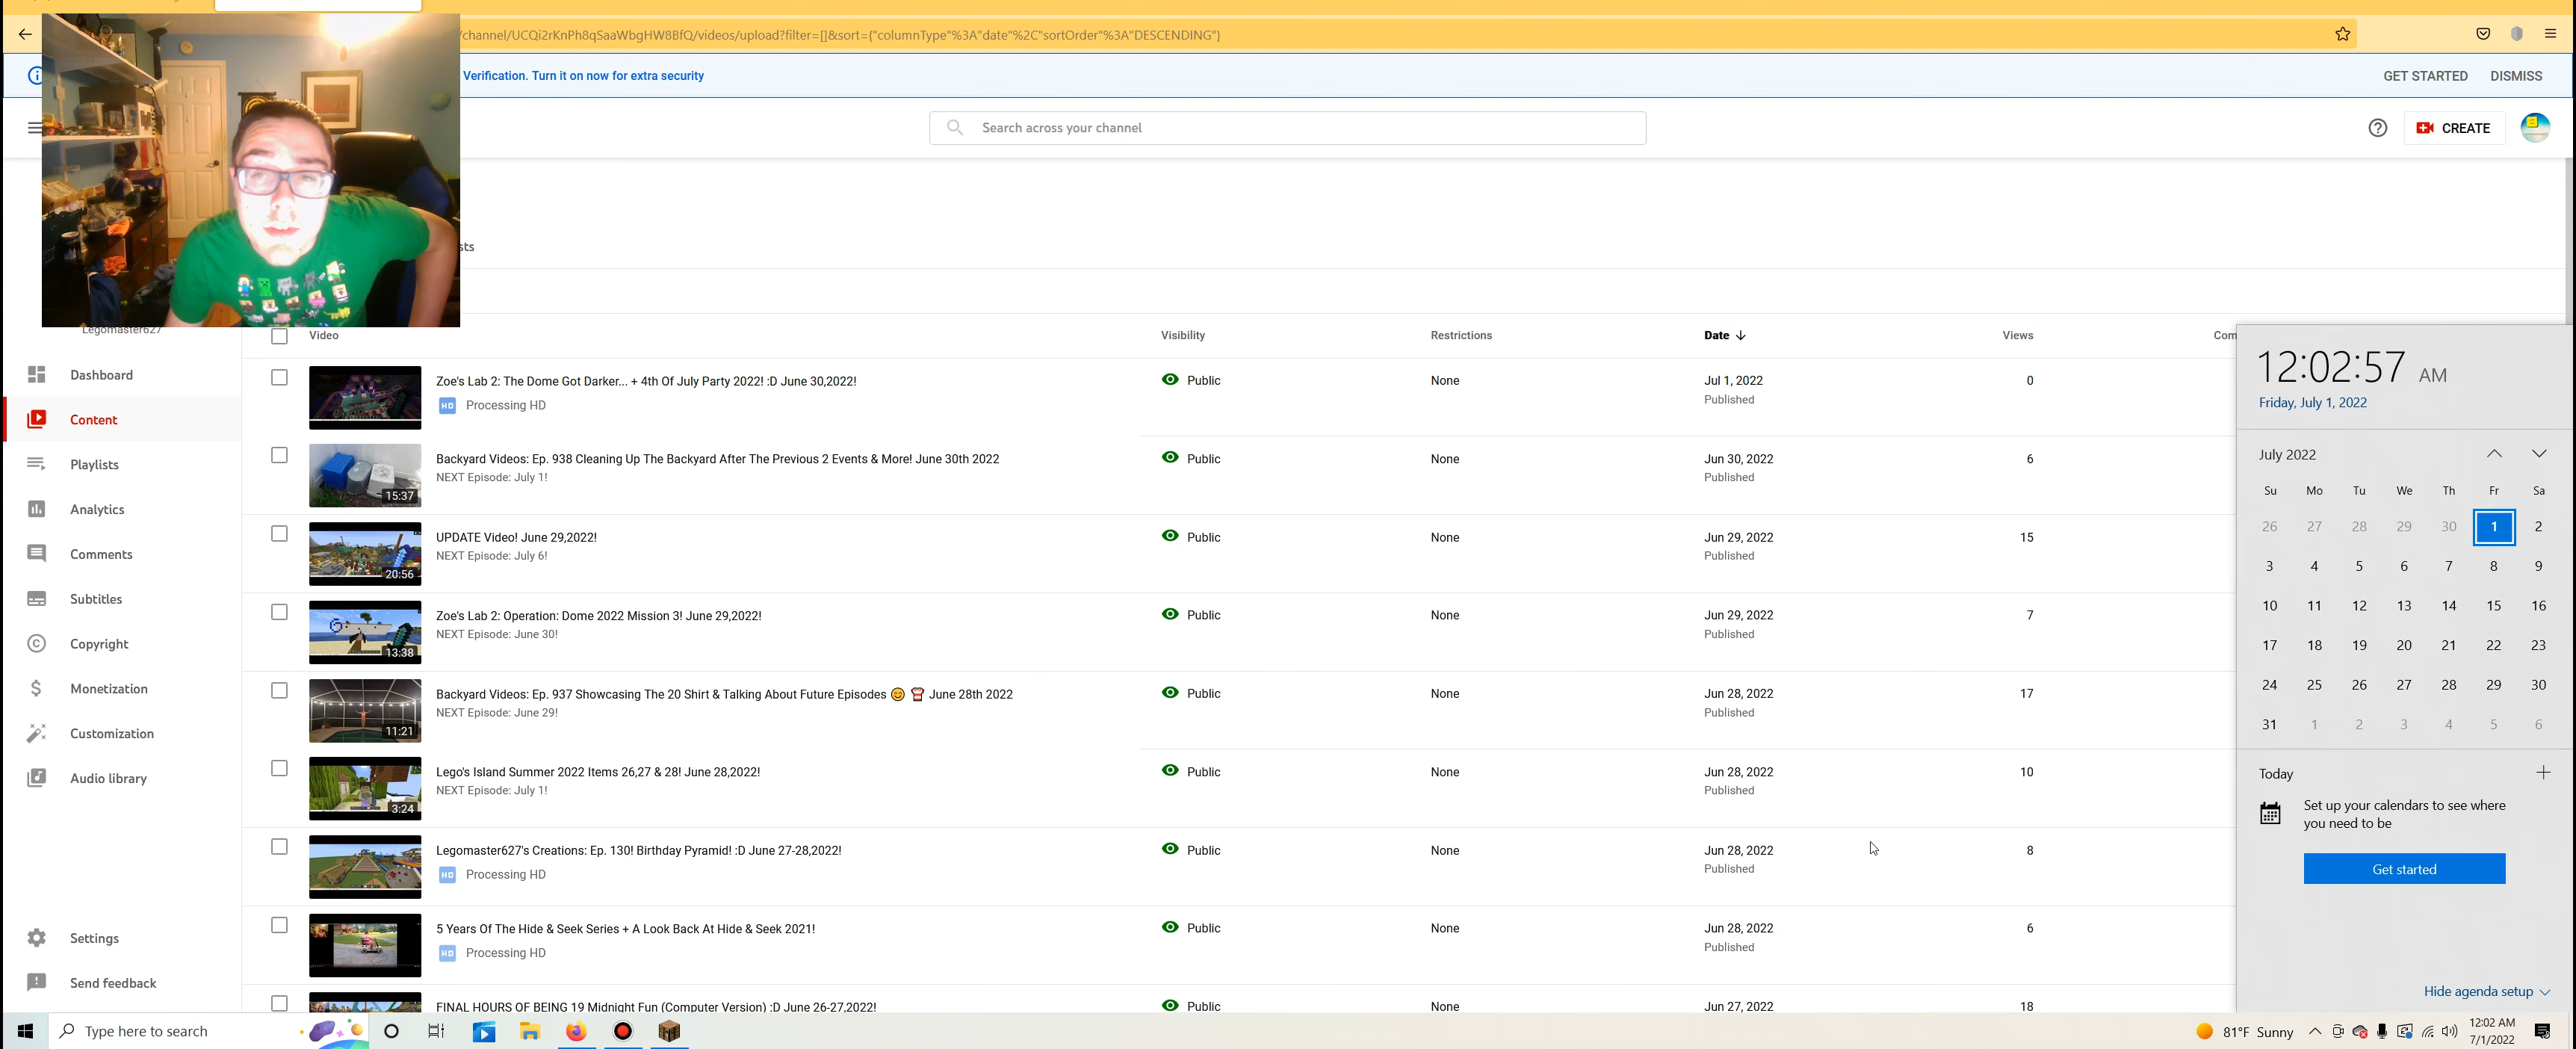 /channel/UCQi2rKnPh8qSaaWbgHW8BfQ/videos/upload?filter=[]&sort={"columnType"%3A"date"%2C"sortOrder"%3A"DESCENDING"}
Verification. Turn it on now for extra security
GET STARTED DISMISS
Search across your channel
CREATE
sts
Legomaster627
Video Visibility Restrictions Date Views Com
Zoe's Lab 2: The Dome Got Darker... + 4th Of July Party 2022! :D June 30,2022!
HD Processing HD
Public None Jul 1, 2022 0
Published
15:37
Backyard Videos: Ep. 938 Cleaning Up The Backyard After The Previous 2 Events & More! June 30th 2022
NEXT Episode: July 1!
Public None Jun 30, 2022 6
Published
20:56
UPDATE Video! June 29,2022!
NEXT Episode: July 6!
Public None Jun 29, 2022 15
Published
13:38
Zoe's Lab 2: Operation: Dome 2022 Mission 3! June 29,2022!
NEXT Episode: June 30!
Public None Jun 29, 2022 7
Published
11:21
Backyard Videos: Ep. 937 Showcasing The 20 Shirt & Talking About Future Episodes 😊 June 28th 2022
NEXT Episode: June 29!
Public None Jun 28, 2022 17
Published
3:24
Lego's Island Summer 2022 Items 26,27 & 28! June 28,2022!
NEXT Episode: July 1!
Public None Jun 28, 2022 10
Published
Legomaster627's Creations: Ep. 130! Birthday Pyramid! :D June 27-28,2022!
HD Processing HD
Public None Jun 28, 2022 8
Published
5 Years Of The Hide & Seek Series + A Look Back At Hide & Seek 2021!
HD Processing HD
Public None Jun 28, 2022 6
Published
FINAL HOURS OF BEING 19 Midnight Fun (Computer Version) :D June 26-27,2022!
Public None Jun 27, 2022 18
Dashboard
Content
Playlists
Analytics
Comments
Subtitles
Copyright
Monetization
Customization
Audio library
Settings
Send feedback
12:02:57 AM
Friday, July 1, 2022
July 2022
Su Mo Tu We Th Fr Sa
26 27 28 29 30 1 2
3 4 5 6 7 8 9
10 11 12 13 14 15 16
17 18 19 20 21 22 23
24 25 26 27 28 29 30
31 1 2 3 4 5 6
Today
Set up your calendars to see where
you need to be
Get started
Hide agenda setup
Type here to search
81°F Sunny
12:02 AM
7/1/2022